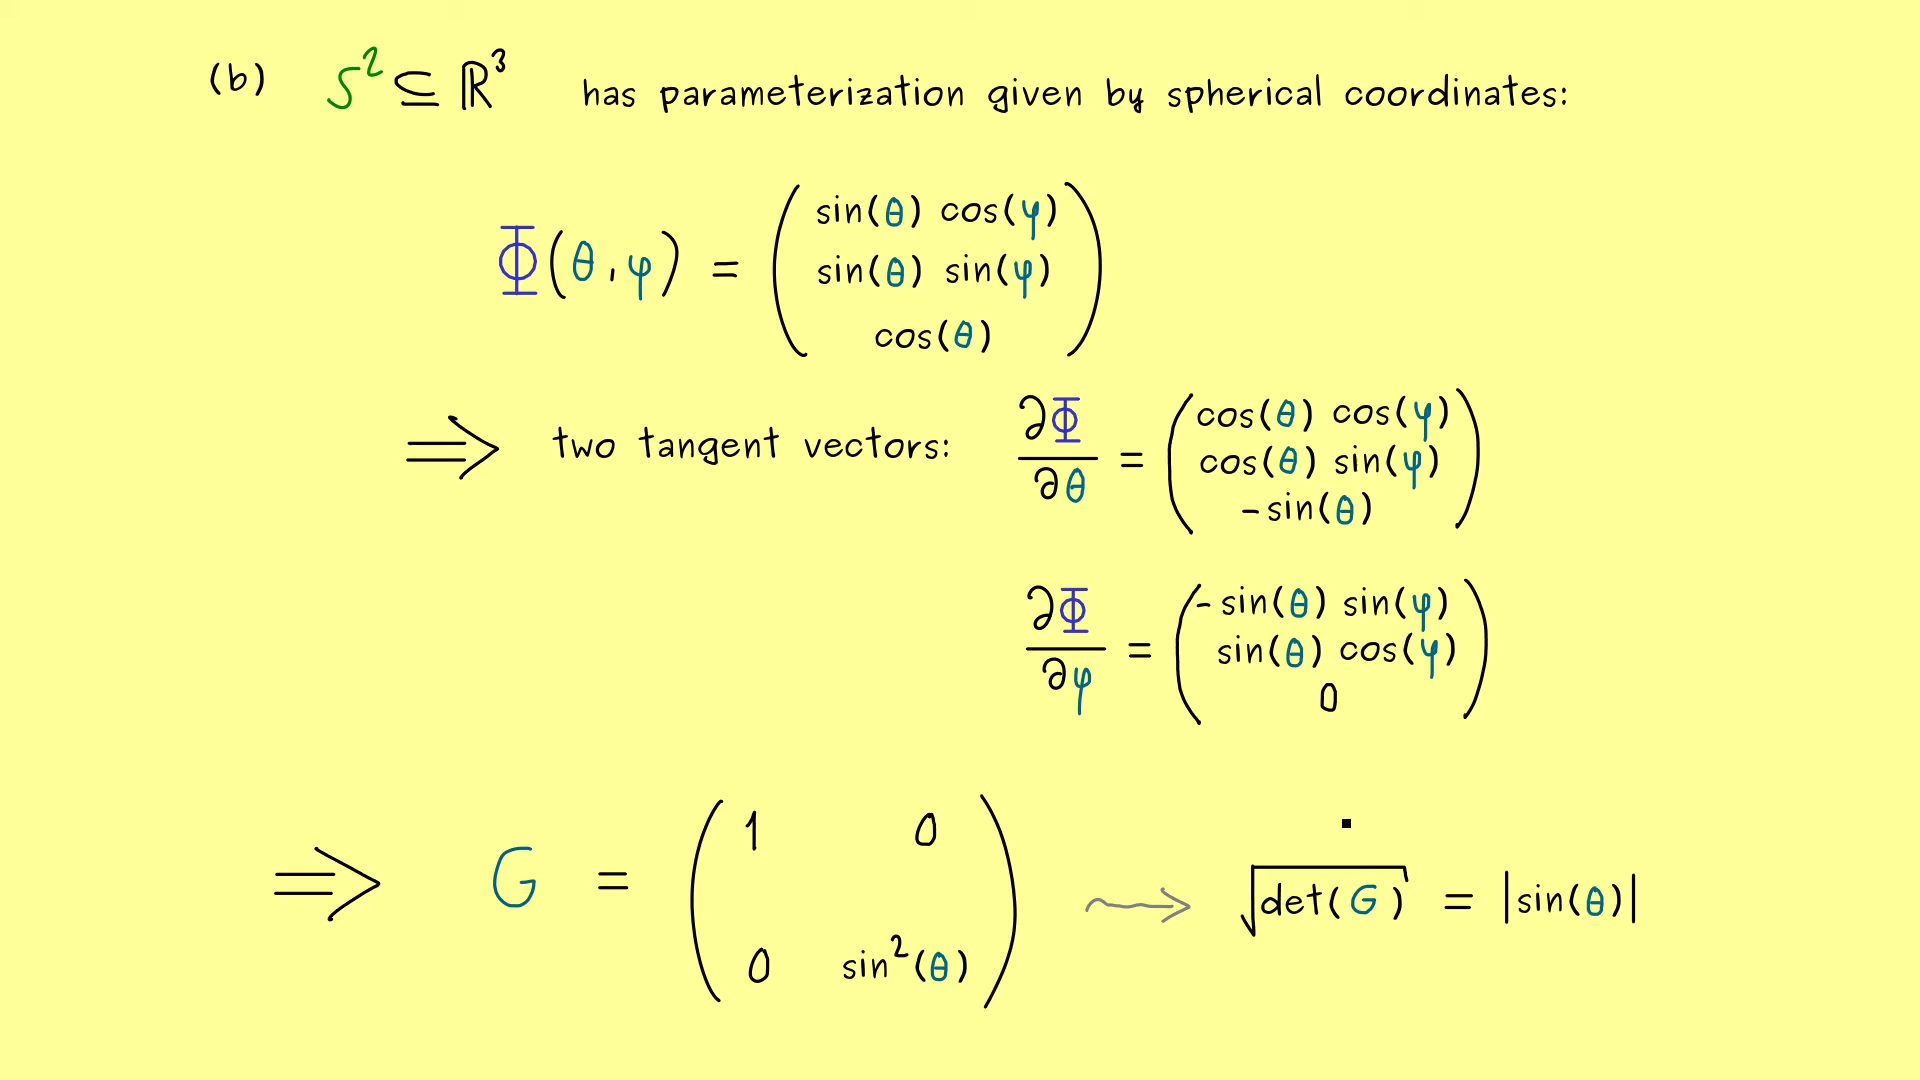 (b) S² ⊆ ℝ³ has parameterization given by spherical coordinates:
Φ(θ,φ) = ( sin(θ) cos(φ)
sin(θ) sin(φ)
cos(θ) )
⟹ two tangent vectors: ∂Φ/∂θ = ( cos(θ) cos(φ)
cos(θ) sin(φ)
-sin(θ) )
∂Φ/∂φ = ( -sin(θ) sin(φ)
sin(θ) cos(φ)
0 )
⟹ G = ( 1 0
0 sin²(θ) ) ⇝ √det(G) = |sin(θ)|